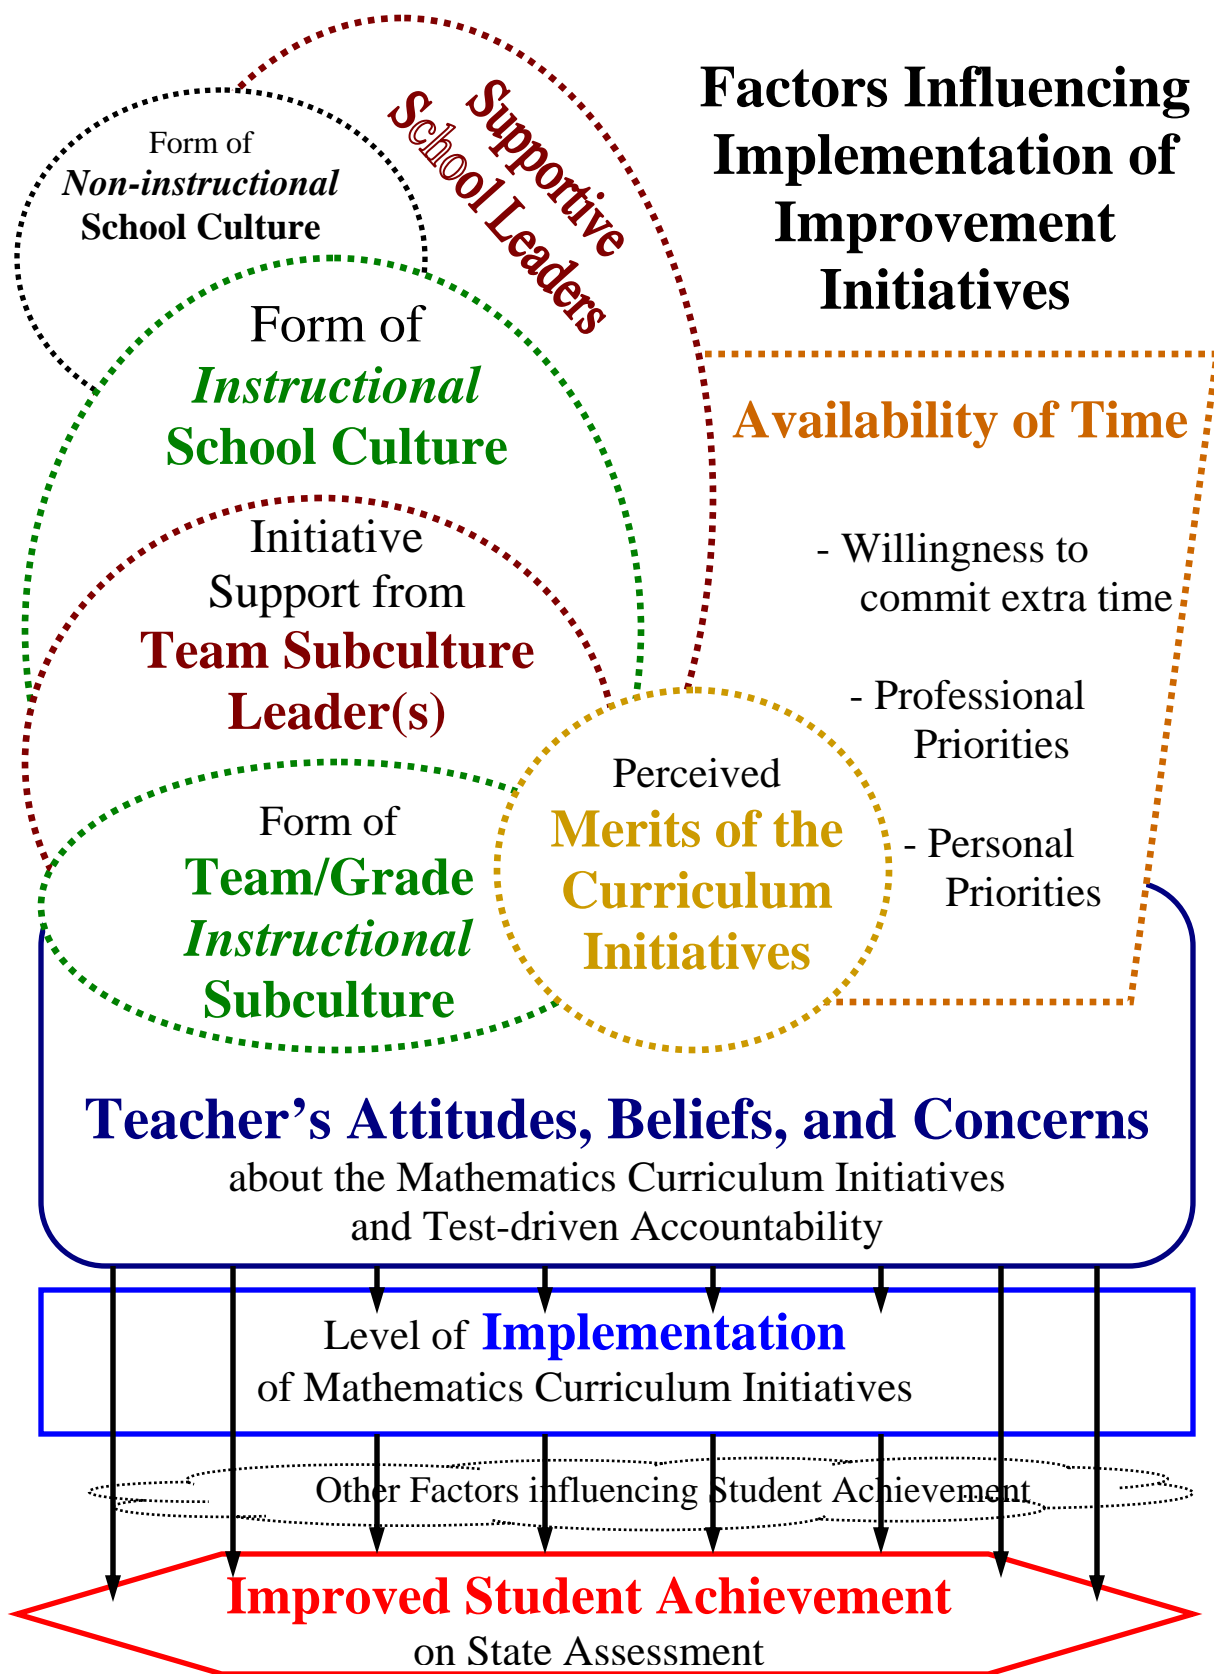 Factors Influencing
Implementation of
Improvement
Initiatives
Supportive
School Leaders
Form of
Non-instructional
School Culture
Form of
Instructional
School Culture
Availability of Time
- Willingness to
commit extra time
- Professional
Priorities
- Personal
Priorities
Initiative
Support from
Team Subculture
Leader(s)
Perceived
Merits of the
Curriculum
Initiatives
Form of
Team/Grade
Instructional
Subculture
Teacher’s Attitudes, Beliefs, and Concerns
about the Mathematics Curriculum Initiatives
and Test-driven Accountability
Level of Implementation
of Mathematics Curriculum Initiatives
Other Factors influencing Student Achievement
Improved Student Achievement
on State Assessment